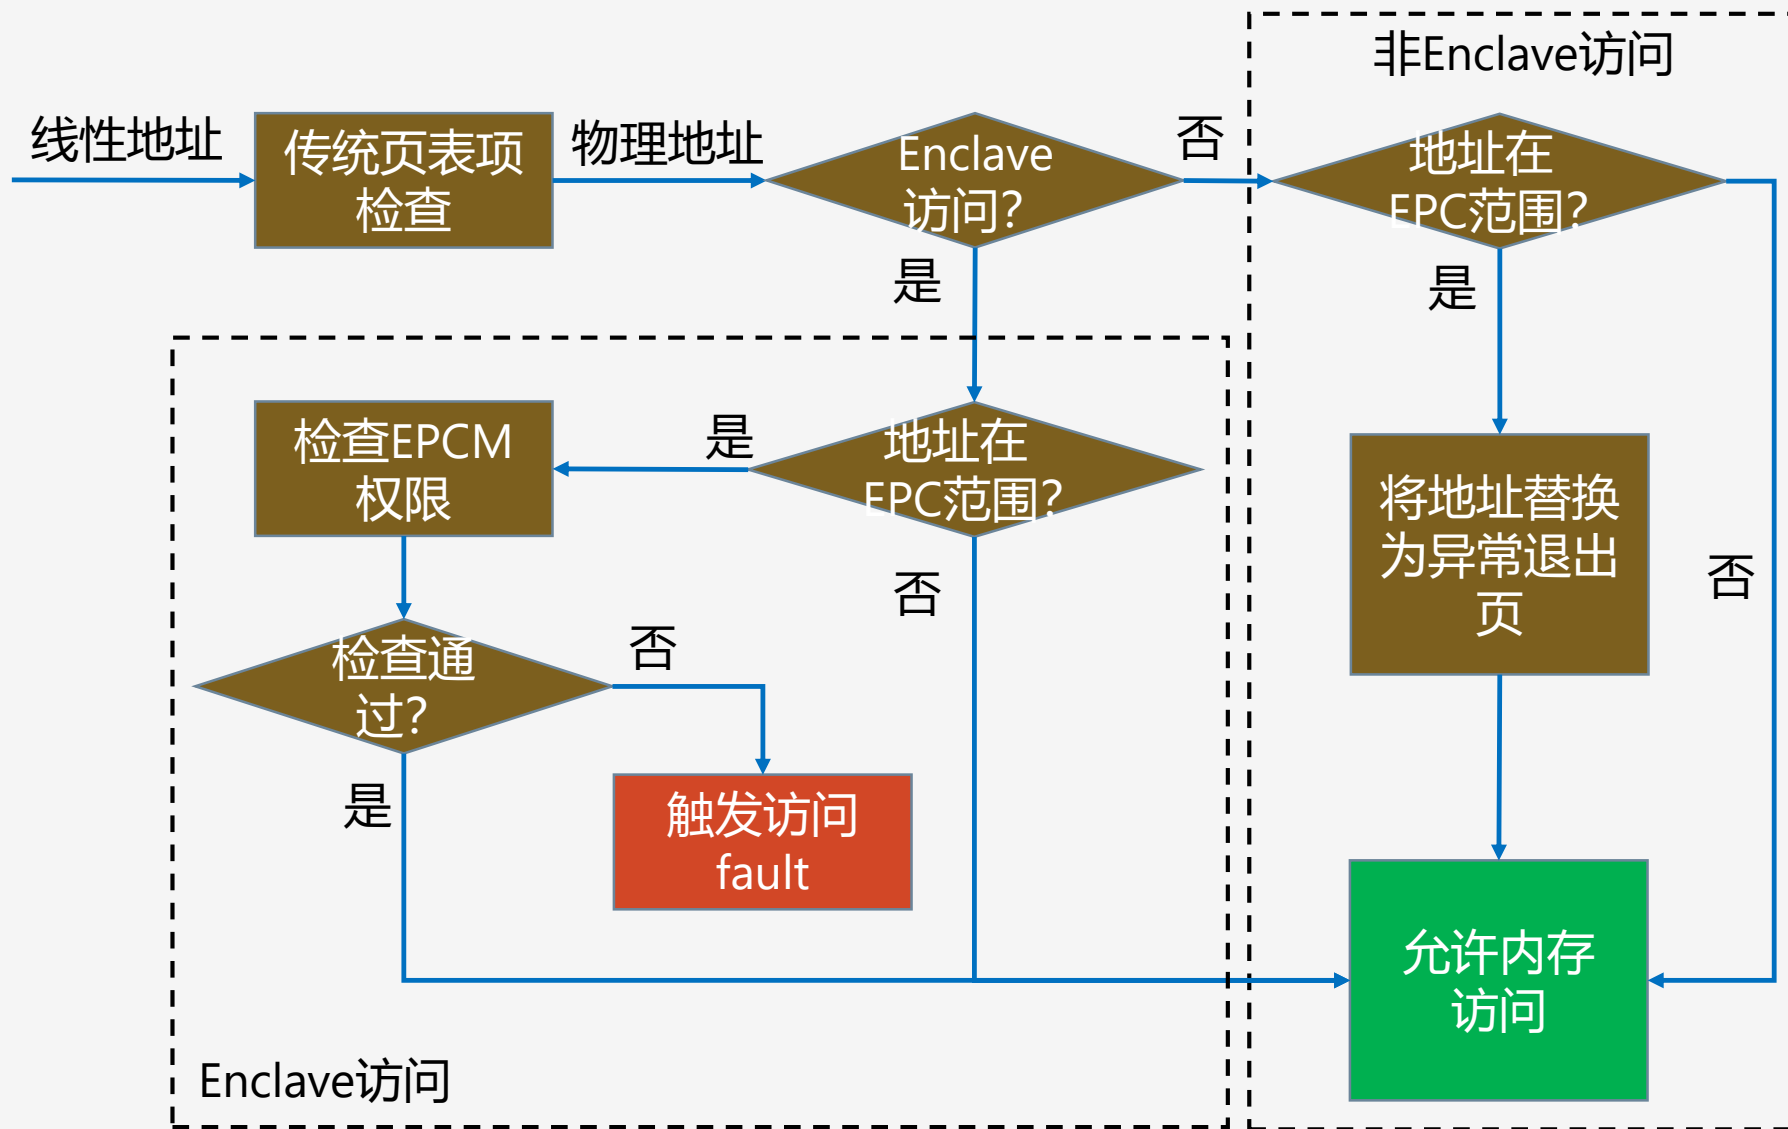 非Enclave访问
线性地址
传统页表项
检查
物理地址
Enclave
访问?
否
地址在
EPC范围?
是
是
检查EPCM
权限
是
地址在
EPC范围?
将地址替换
为异常退出
页
否
否
检查通
过?
否
是
触发访问
fault
允许内存
访问
Enclave访问